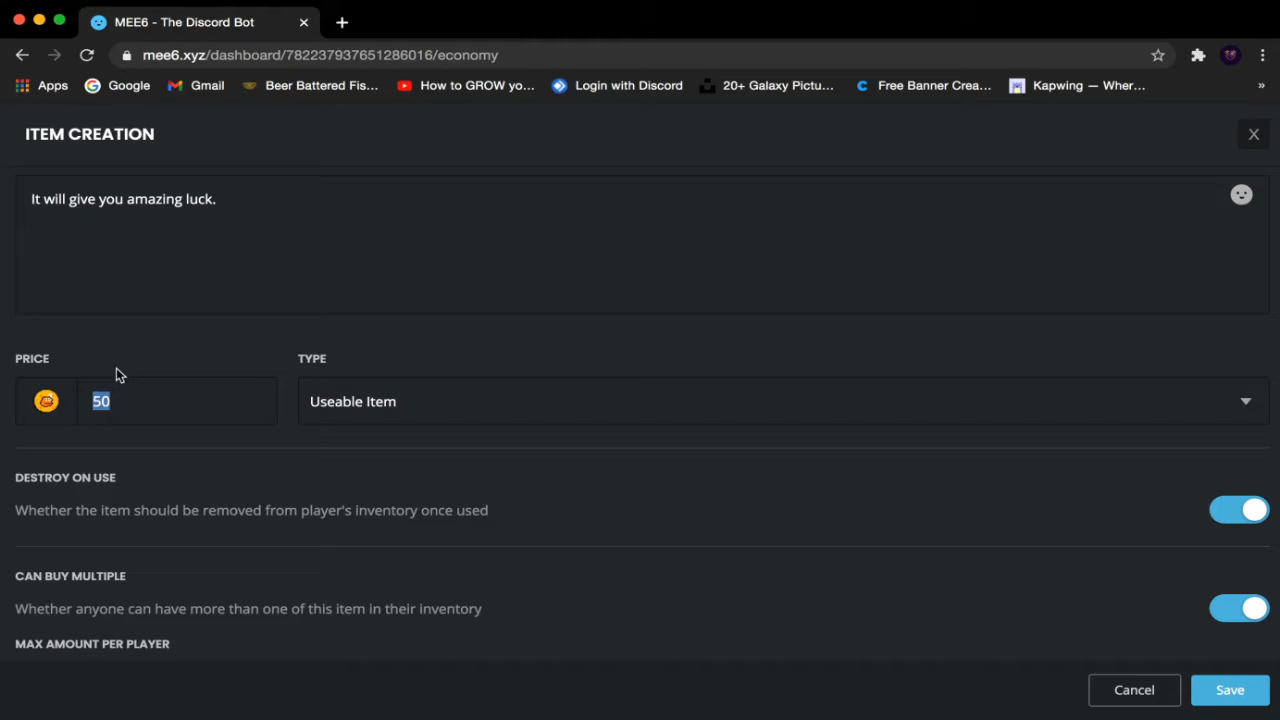 MEE6 - The Discord Bot
mee6.xyz/dashboard/782237937651286016/economy
Apps
Google
Gmail
Beer Battered Fis...
How to GROW yo...
Login with Discord
20+ Galaxy Pictu...
Free Banner Crea...
Kapwing — Wher...
»
ITEM CREATION
X
It will give you amazing luck.
PRICE
TYPE
50
Useable Item
DESTROY ON USE
Whether the item should be removed from player's inventory once used
CAN BUY MULTIPLE
Whether anyone can have more than one of this item in their inventory
MAX AMOUNT PER PLAYER
Cancel
Save